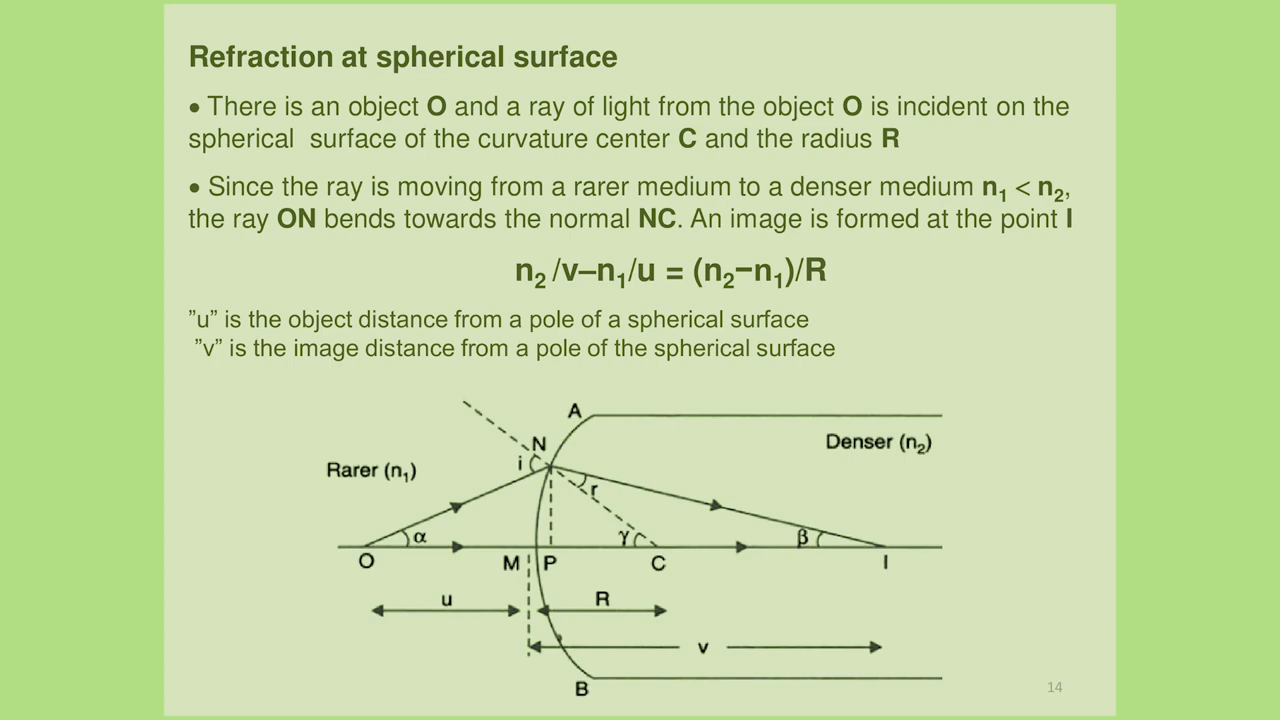 Refraction at spherical surface
• There is an object O and a ray of light from the object O is incident on the
spherical  surface of the curvature center C and the radius R
• Since the ray is moving from a rarer medium to a denser medium n₁ < n₂,
the ray ON bends towards the normal NC. An image is formed at the point I
n₂ /v–n₁/u = (n₂−n₁)/R
”u” is the object distance from a pole of a spherical surface
”v” is the image distance from a pole of the spherical surface
A
N
Denser (n₂)
i
Rarer (n₁)
r
α
γ
β
O
M
P
C
I
u
R
v
B
14